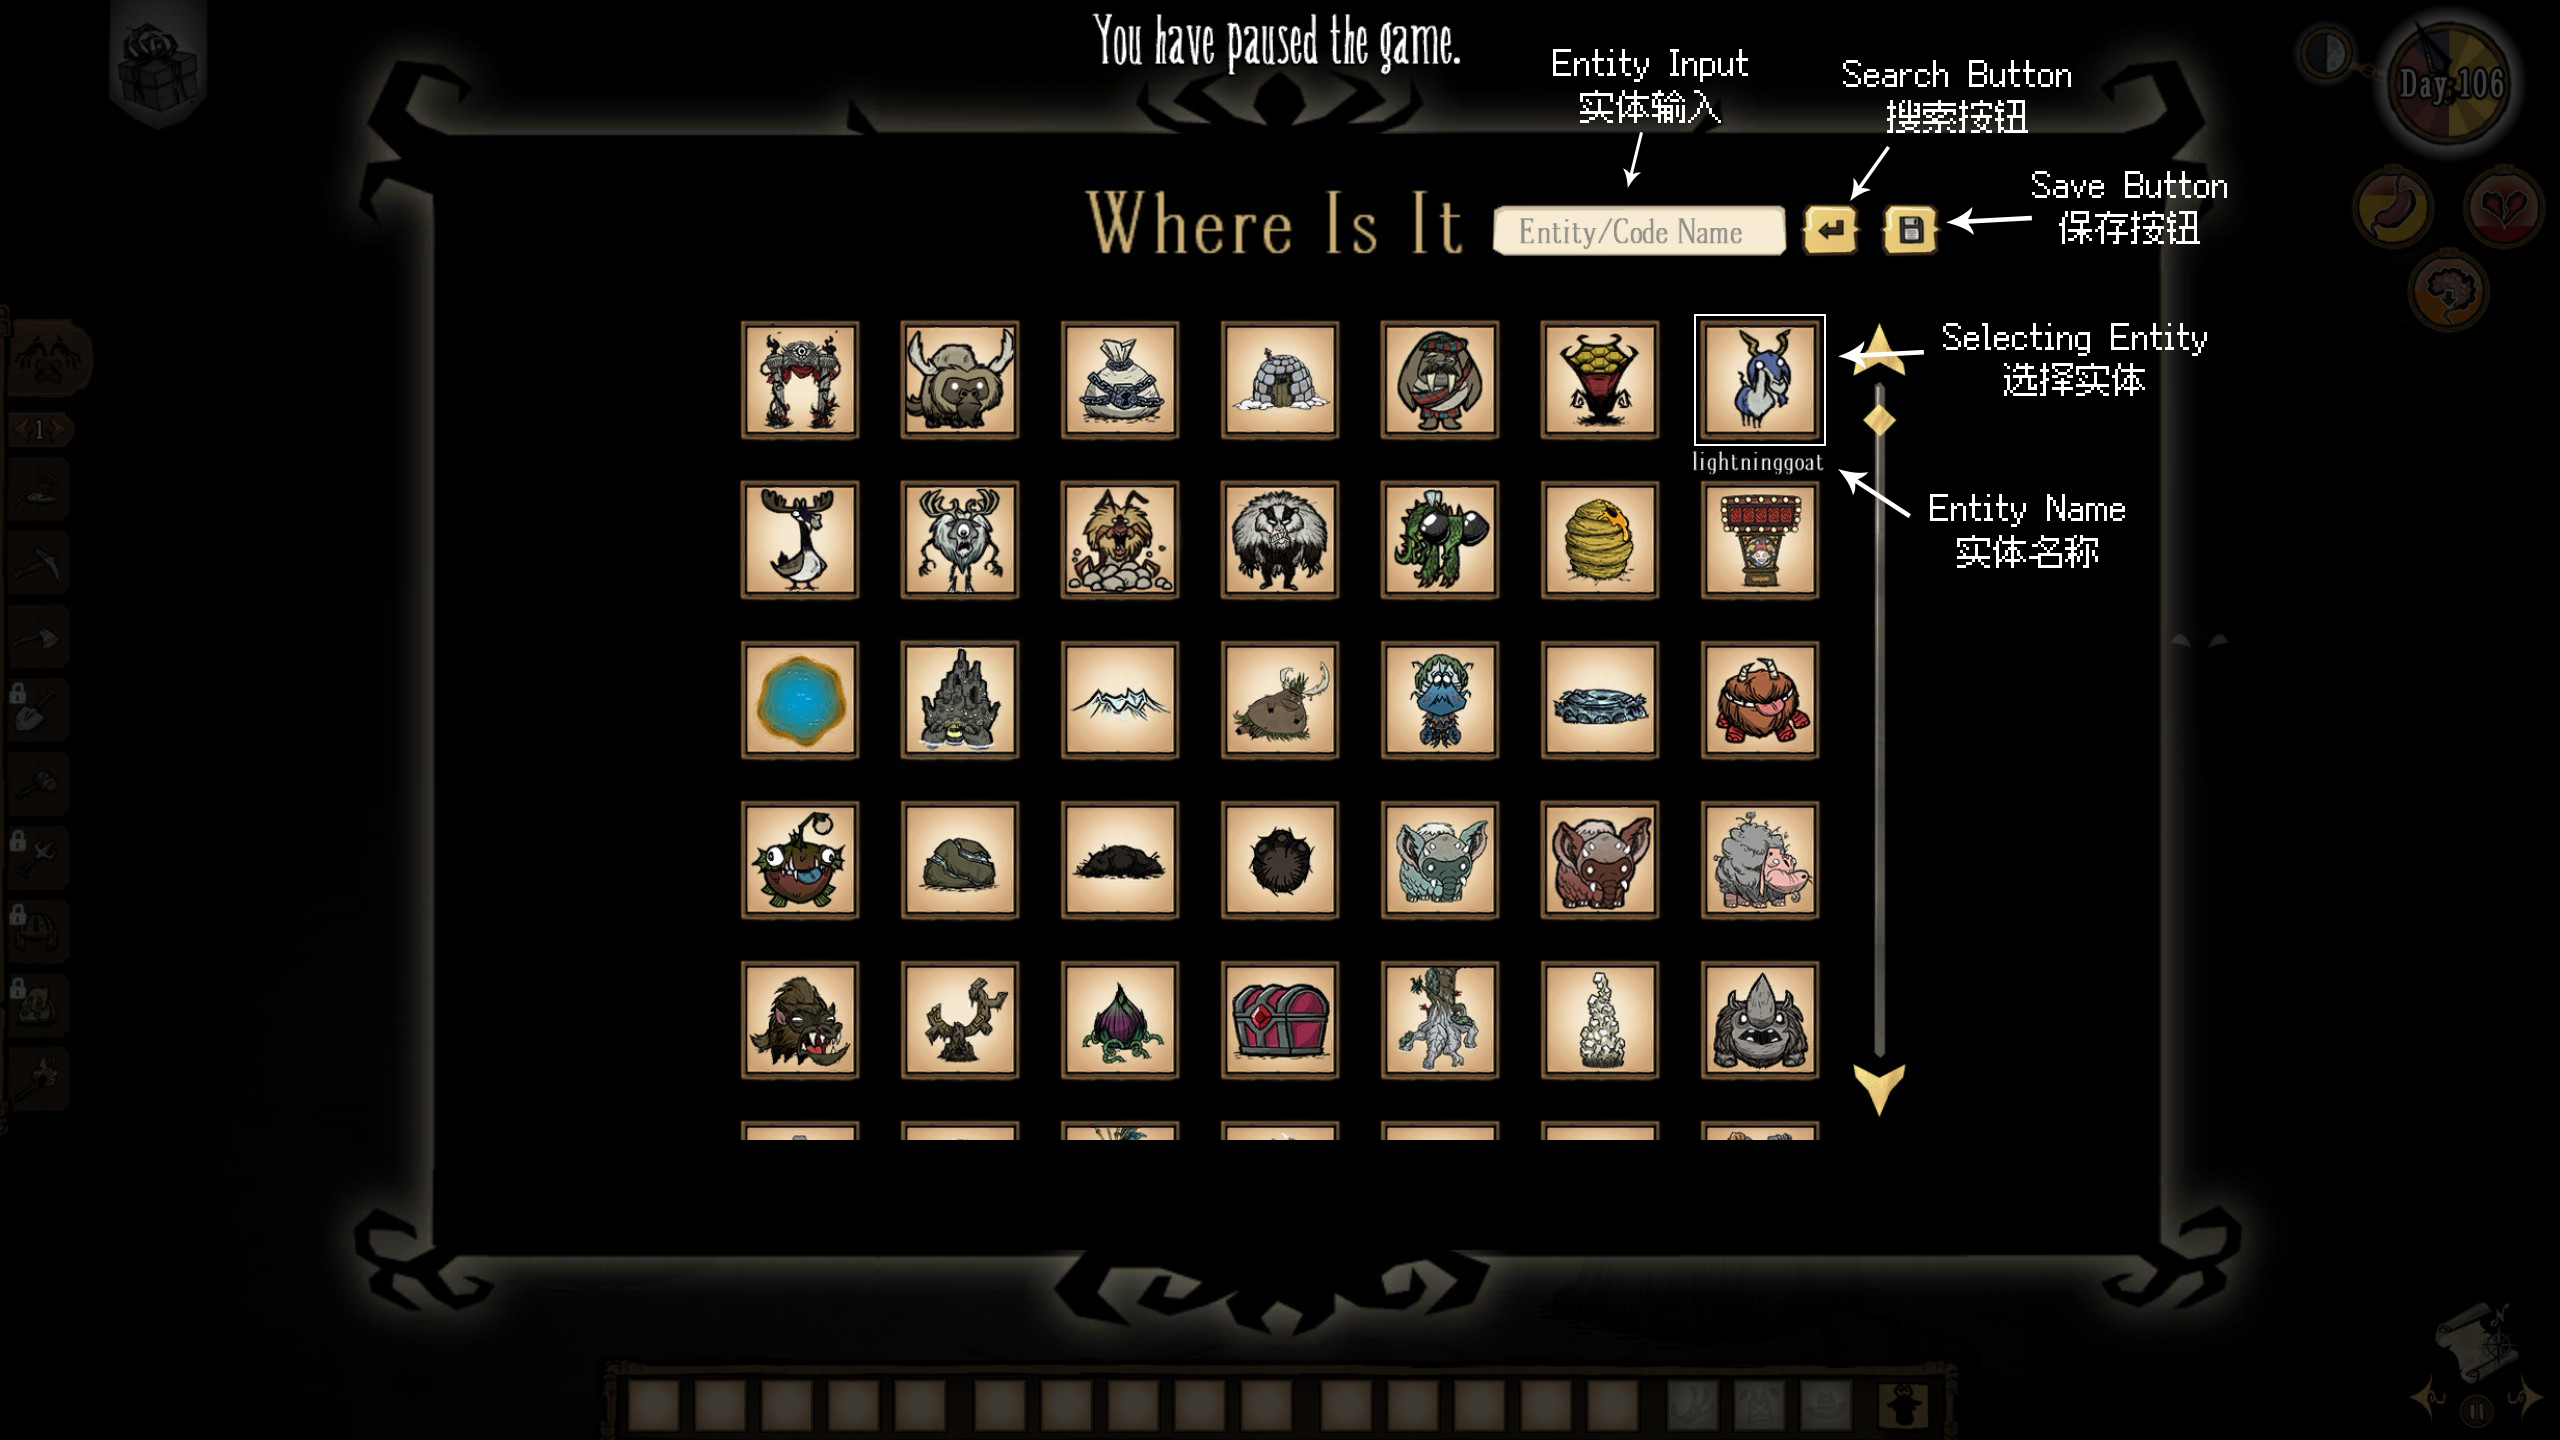 You have paused the game.
Entity Input
实体输入
Search Button
搜索按钮
Day 106
Save Button
保存按钮
Where Is It
Entity/Code Name
Selecting Entity
选择实体
1
lightninggoat
Entity Name
实体名称
N